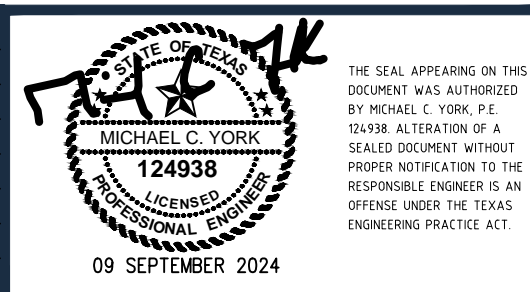 STATE OF TEXAS
MICHAEL C. YORK
124938
LICENSED
PROFESSIONAL ENGINEER
09 SEPTEMBER 2024
THE SEAL APPEARING ON THIS
DOCUMENT WAS AUTHORIZED
BY MICHAEL C. YORK, P.E.
124938. ALTERATION OF A
SEALED DOCUMENT WITHOUT
PROPER NOTIFICATION TO THE
RESPONSIBLE ENGINEER IS AN
OFFENSE UNDER THE TEXAS
ENGINEERING PRACTICE ACT.